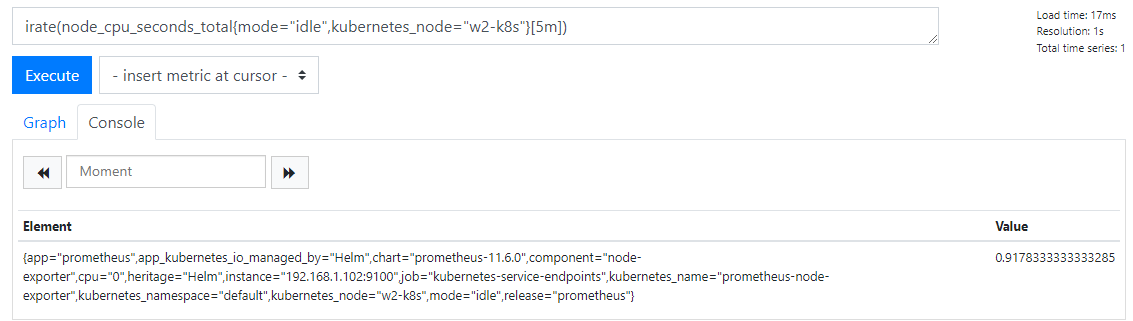 irate(node_cpu_seconds_total{mode="idle",kubernetes_node="w2-k8s"}[5m])
Load time: 17ms
Resolution: 1s
Total time series: 1
Execute
- insert metric at cursor -
Graph
Console
Moment
Element
Value
{app="prometheus",app_kubernetes_io_managed_by="Helm",chart="prometheus-11.6.0",component="node-
exporter",cpu="0",heritage="Helm",instance="192.168.1.102:9100",job="kubernetes-service-endpoints",kubernetes_name="prometheus-node-
exporter",kubernetes_namespace="default",kubernetes_node="w2-k8s",mode="idle",release="prometheus"}
0.9178333333333285